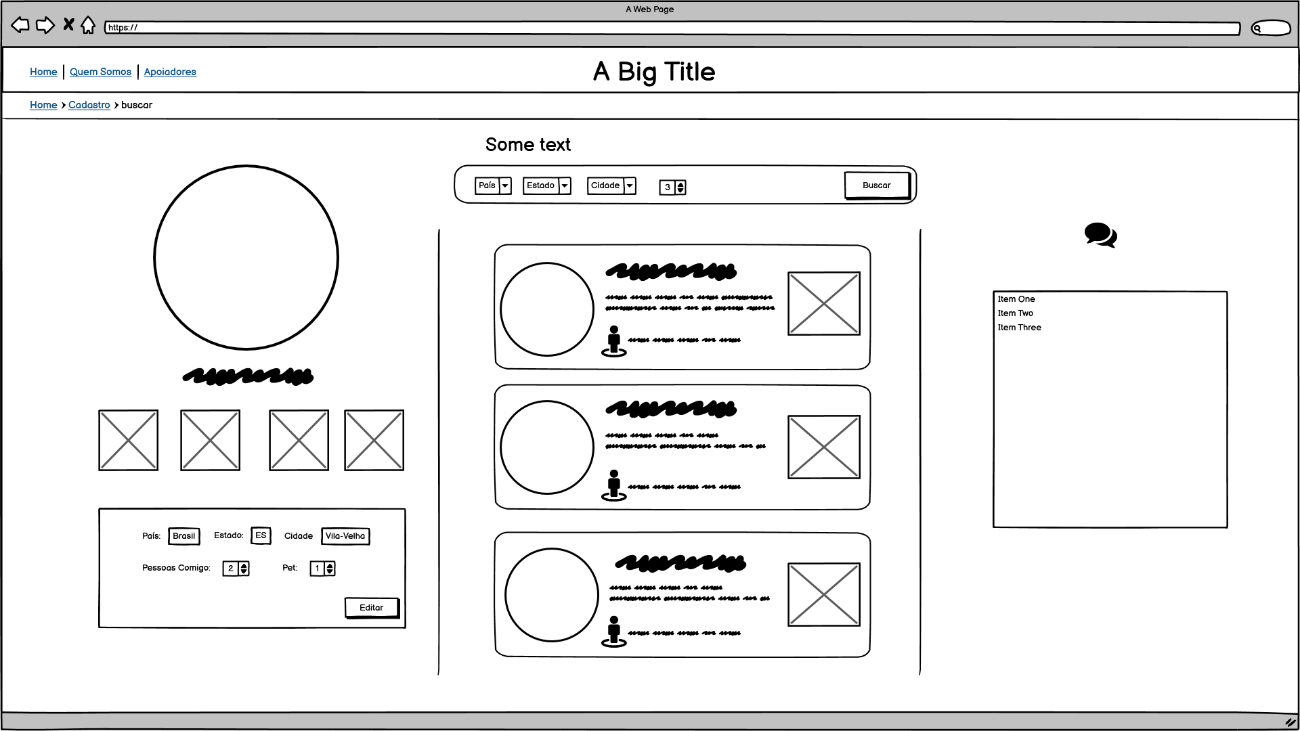 A Web Page
https://
Home | Quem Somos | Apoiadores
A Big Title
Home > Cadastro > buscar
Some text
País Estado Cidade 3 Buscar
País: Brasil Estado: ES Cidade Vila-Velha
Pessoas Comigo: 2 Pet: 1
Editar
Item One
Item Two
Item Three